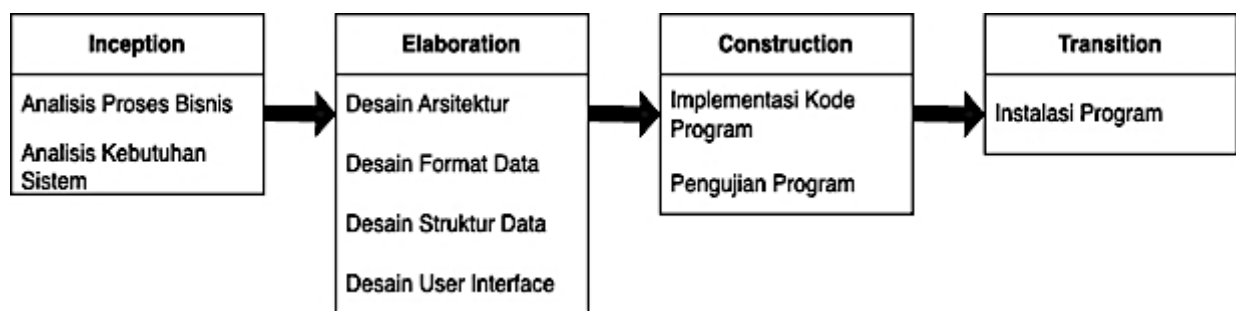 Inception
Analisis Proses Bisnis
Analisis Kebutuhan
Sistem
Elaboration
Desain Arsitektur
Desain Format Data
Desain Struktur Data
Desain User Interface
Construction
Implementasi Kode
Program
Pengujian Program
Transition
Instalasi Program